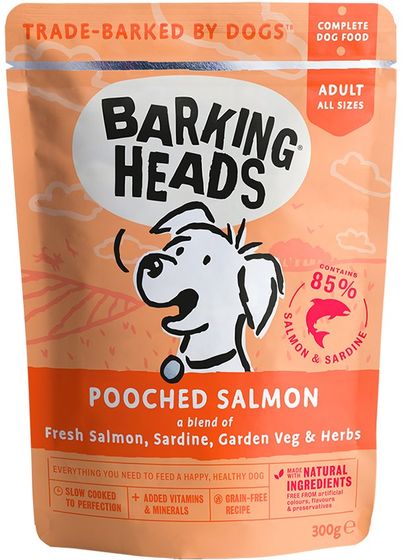 TRADE-BARKED BY DOGS™
COMPLETE
DOG FOOD
ADULT
ALL SIZES
BARKING®
HEADS
CONTAINS
85%
SALMON & SARDINE
POOCHED SALMON
a blend of
Fresh Salmon, Sardine, Garden Veg & Herbs
EVERYTHING YOU NEED TO FEED A HAPPY, HEALTHY DOG
SLOW COOKED
TO PERFECTION
+ ADDED VITAMINS
& MINERALS
GRAIN-FREE
RECIPE
MADE WITH NATURAL
INGREDIENTS
FREE FROM artificial
colours, flavours
& preservatives
300g e